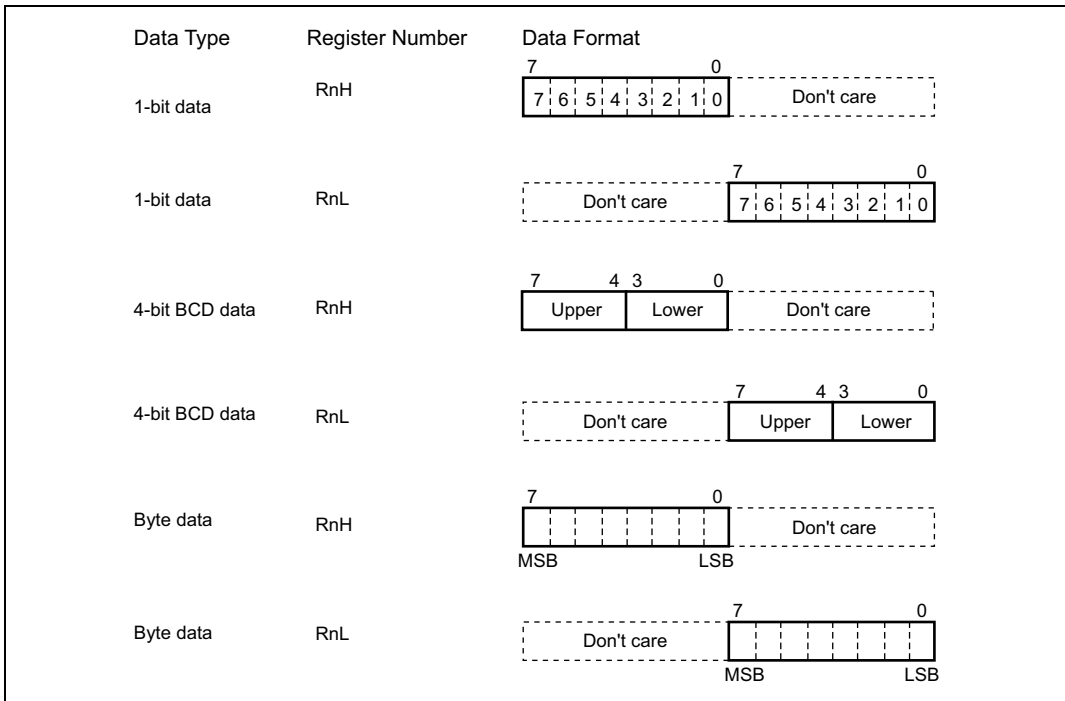 Data Type Register Number Data Format
7 0
1-bit data RnH 7 6 5 4 3 2 1 0 Don't care
7 0
1-bit data RnL Don't care 7 6 5 4 3 2 1 0
7 4 3 0
4-bit BCD data RnH Upper Lower Don't care
7 4 3 0
4-bit BCD data RnL Don't care Upper Lower
7 0
Byte data RnH Don't care
MSB LSB
7 0
Byte data RnL Don't care
MSB LSB